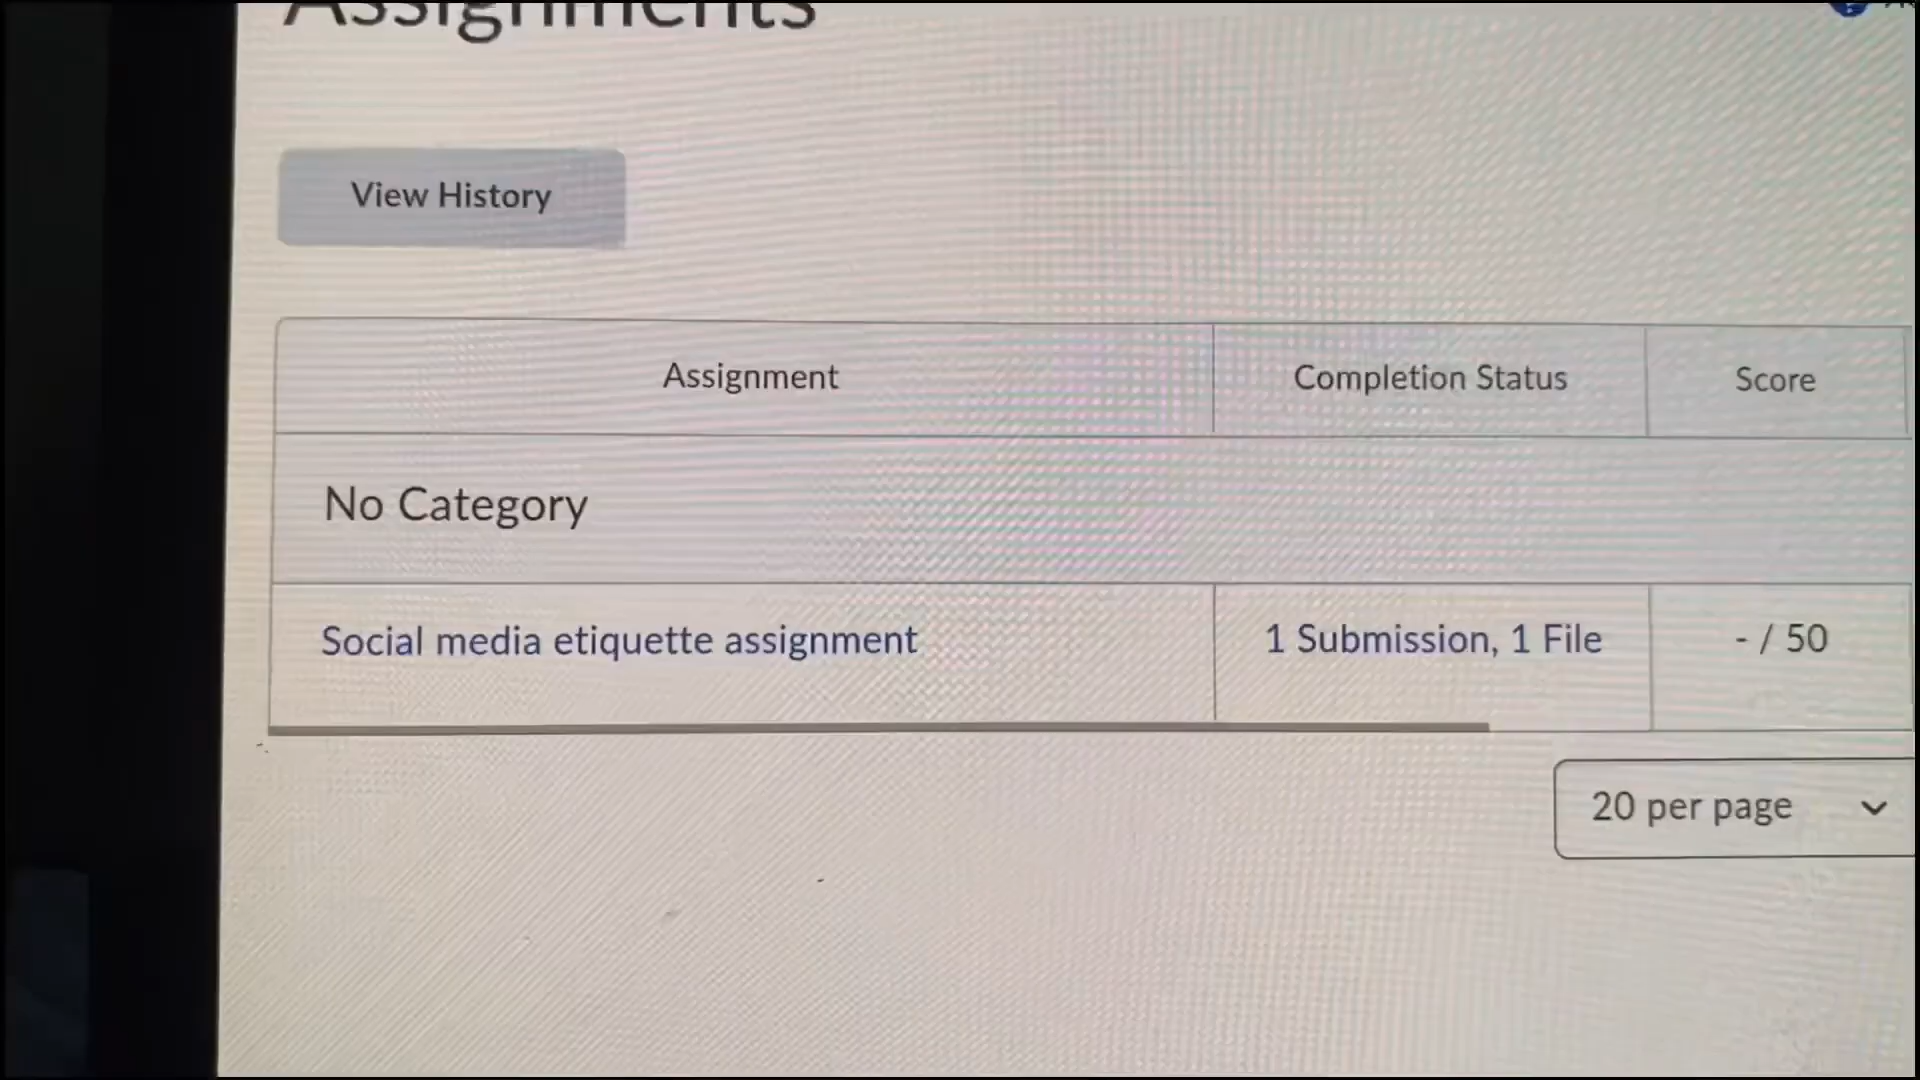 Assignments
View History
Assignment
Completion Status
Score
No Category
Social media etiquette assignment
1 Submission, 1 File
- / 50
20 per page